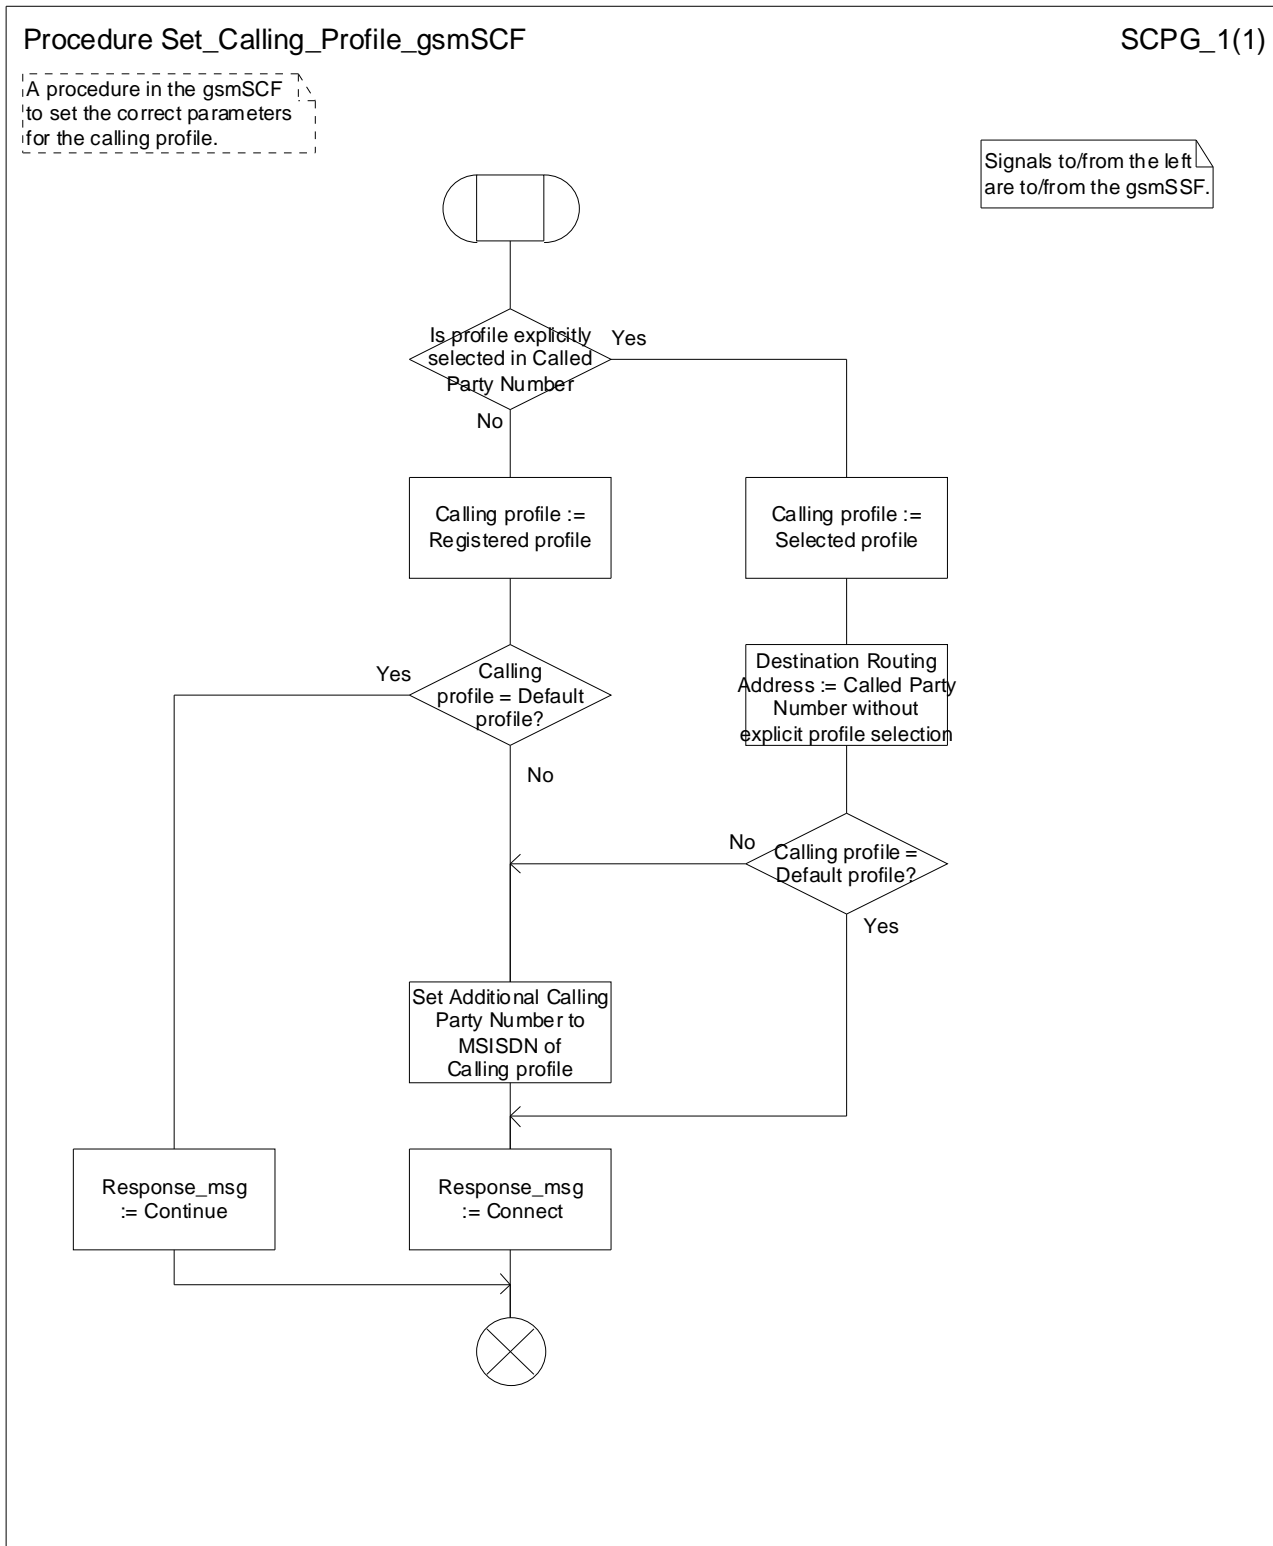 Procedure Set_Calling_Profile_gsmSCF
SCPG_1(1)
A procedure in the gsmSCF
to set the correct parameters
for the calling profile.
Signals to/from the left
are to/from the gsmSSF.
Is profile explicitly
selected in Called
Party Number
Yes
No
Calling profile :=
Registered profile
Calling profile :=
Selected profile
Yes
Calling
profile = Default
profile?
No
Destination Routing
Address := Called Party
Number without
explicit profile selection
No
Calling profile =
Default profile?
Yes
Set Additional Calling
Party Number to
MSISDN of
Calling profile
Response_msg
:= Continue
Response_msg
:= Connect